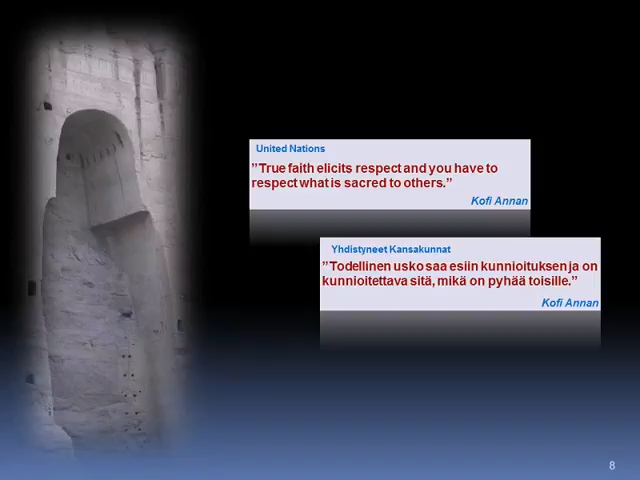 United Nations
”True faith elicits respect and you have to
respect what is sacred to others.”
Kofi Annan
Yhdistyneet Kansakunnat
”Todellinen usko saa esiin kunnioituksen ja on
kunnioitettava sitä, mikä on pyhää toisille.”
Kofi Annan
8